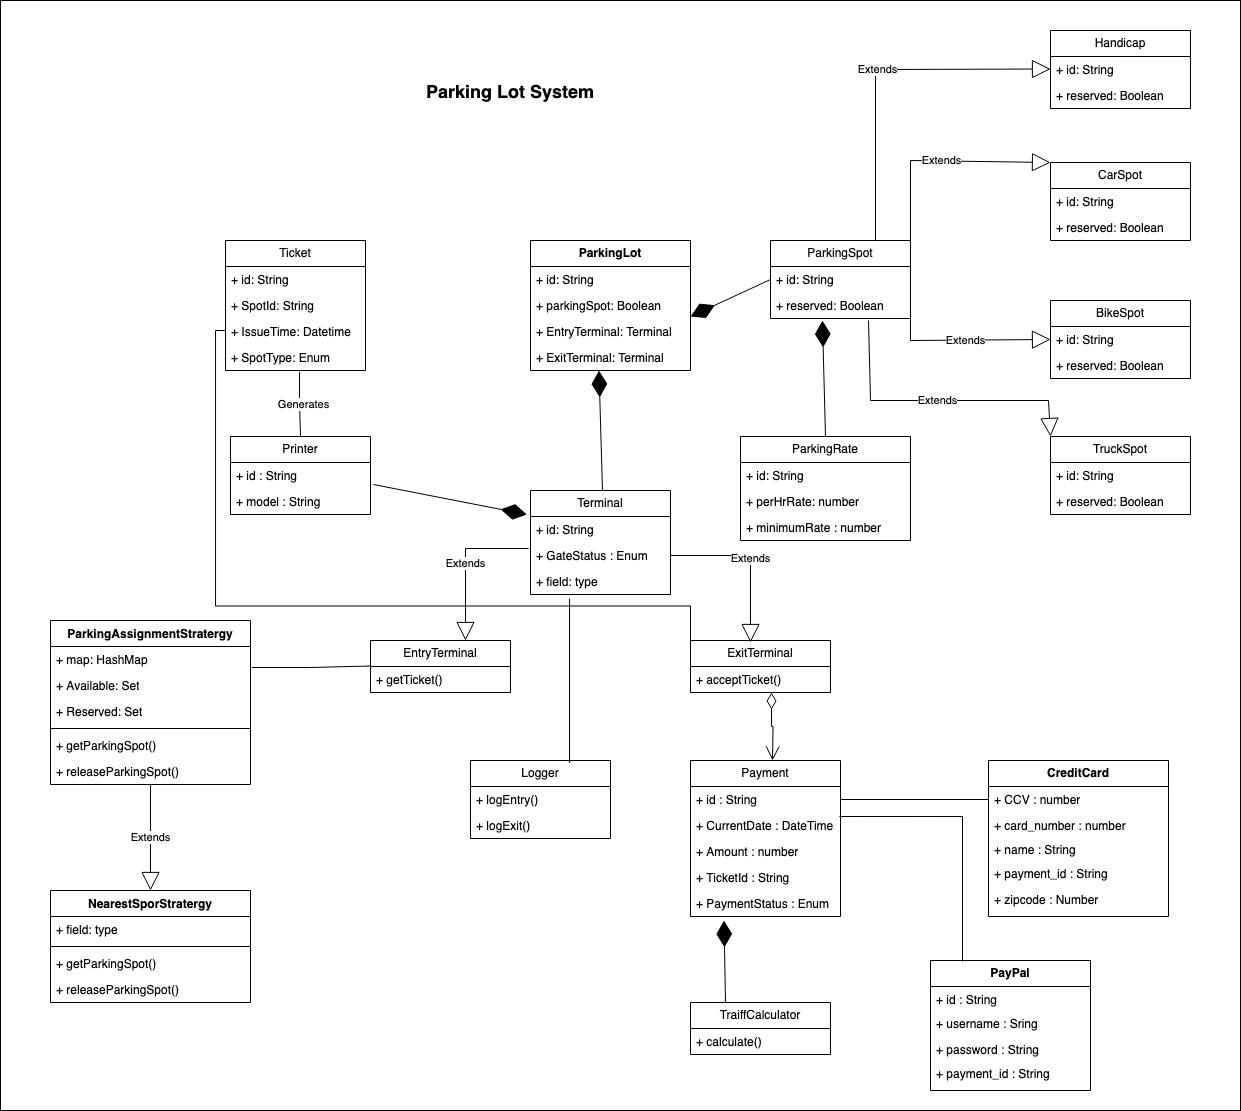 Parking Lot System
Handicap
+ id: String
+ reserved: Boolean
Extends
CarSpot
+ id: String
+ reserved: Boolean
Extends
Ticket
+ id: String
+ SpotId: String
+ IssueTime: Datetime
+ SpotType: Enum
ParkingLot
+ id: String
+ parkingSpot: Boolean
+ EntryTerminal: Terminal
+ ExitTerminal: Terminal
ParkingSpot
+ id: String
+ reserved: Boolean
BikeSpot
+ id: String
+ reserved: Boolean
Extends
Extends
Generates
Printer
+ id : String
+ model : String
ParkingRate
+ id: String
+ perHrRate: number
+ minimumRate : number
TruckSpot
+ id: String
+ reserved: Boolean
Terminal
+ id: String
+ GateStatus : Enum
+ field: type
Extends
Extends
ParkingAssignmentStratergy
+ map: HashMap
+ Available: Set
+ Reserved: Set
+ getParkingSpot()
+ releaseParkingSpot()
EntryTerminal
+ getTicket()
ExitTerminal
+ acceptTicket()
Extends
Logger
+ logEntry()
+ logExit()
Payment
+ id : String
+ CurrentDate : DateTime
+ Amount : number
+ TicketId : String
+ PaymentStatus : Enum
CreditCard
+ CCV : number
+ card_number : number
+ name : String
+ payment_id : String
+ zipcode : Number
NearestSporStratergy
+ field: type
+ getParkingSpot()
+ releaseParkingSpot()
TraiffCalculator
+ calculate()
PayPal
+ id : String
+ username : Sring
+ password : String
+ payment_id : String